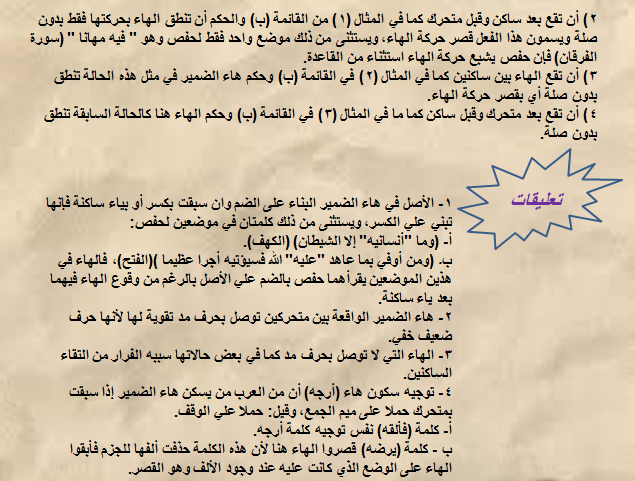 ٢) أن تقع بعد ساكن وقبل متحرك كما في المثال (١) من القائمة (ب) والحكم أن تنطق الهاء بحركتها فقط بدون
صلة ويسمون هذا الفعل قصر حركة الهاء، ويستثنى من ذلك موضع واحد فقط لحفص وهو " فيه مهانا " (سورة
الفرقان) فإن حفص يشبع حركة الهاء استثناء من القاعدة.
٣) أن تقع الهاء بين ساكنين كما في المثال (٢) في القائمة (ب) وحكم هاء الضمير في مثل هذه الحالة تنطق
بدون صلة أي بقصر حركة الهاء.
٤) أن تقع بعد متحرك وقبل ساكن كما ما في المثال (٣) في القائمة (ب) وحكم الهاء هنا كالحالة السابقة تنطق
بدون صلة.
تعليقات
١- الأصل في هاء الضمير البناء على الضم وان سبقت بكسر أو بياء ساكنة فإنها
تبني علي الكسر، ويستثنى من ذلك كلمتان في موضعين لحفص:
أ- (وما "أنسانيه" إلا الشيطان) (الكهف).
ب. (ومن أوفي بما عاهد "عليه" الله فسيؤتيه أجرا عظيما )(الفتح)، فالهاء في
هذين الموضعين يقرأهما حفص بالضم علي الأصل بالرغم من وقوع الهاء فيهما
بعد ياء ساكنة.
٢- هاء الضمير الواقعة بين متحركين توصل بحرف مد تقوية لها لأنها حرف
ضعيف خفي.
٣- الهاء التي لا توصل بحرف مد كما في بعض حالاتها سببه الفرار من التقاء
الساكنين.
٤- توجيه سكون هاء (أرجه) أن من العرب من يسكن هاء الضمير إذا سبقت
بمتحرك حملا على ميم الجمع، وقيل: حملا علي الوقف.
أ- كلمة (فألقه) نفس توجيه كلمة أرجه.
ب - كلمة (يرضه) قصروا الهاء هنا لأن هذه الكلمة حذفت ألفها للجزم فأبقوا
الهاء على الوضع الذي كانت عليه عند وجود الألف وهو القصر.